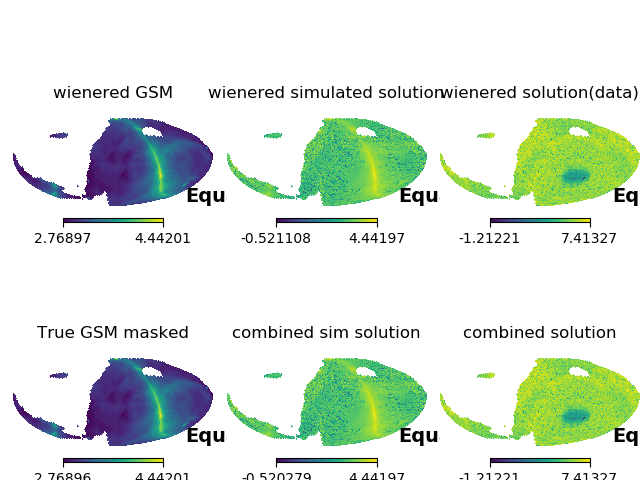 wienered GSM
wienered simulated solution
wienered solution(data)
Equ
Equ
Eq
2.76897 4.44201
-0.521108 4.44197
-1.21221 7.41327
True GSM masked
combined sim solution
combined solution
Equ
Equ
Eq
2.76896 4.44201
-0.520279 4.44197
-1.21221 7.41327